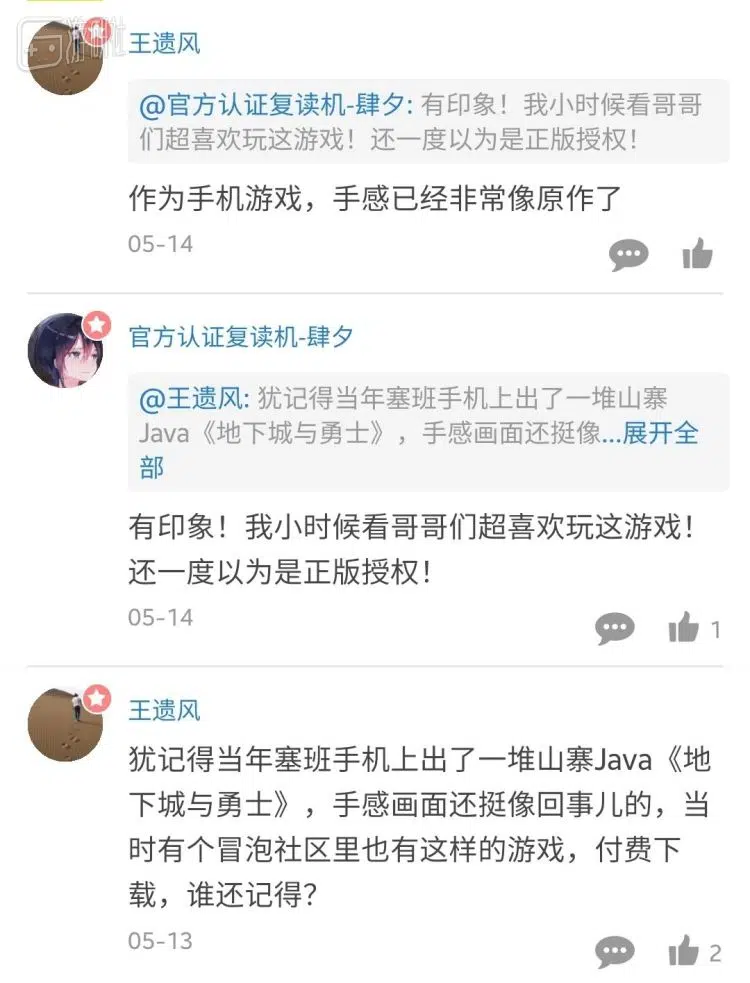 游研社
王遗风
@官方认证复读机-肆夕: 有印象！我小时候看哥哥
们超喜欢玩这游戏！还一度以为是正版授权！
作为手机游戏，手感已经非常像原作了
05-14
官方认证复读机-肆夕
@王遗风: 犹记得当年塞班手机上出了一堆山寨
Java《地下城与勇士》，手感画面还挺像...展开全
部
有印象！我小时候看哥哥们超喜欢玩这游戏！
还一度以为是正版授权！
05-14
1
王遗风
犹记得当年塞班手机上出了一堆山寨Java《地
下城与勇士》，手感画面还挺像回事儿的，当
时有个冒泡社区里也有这样的游戏，付费下
载，谁还记得？
05-13
2